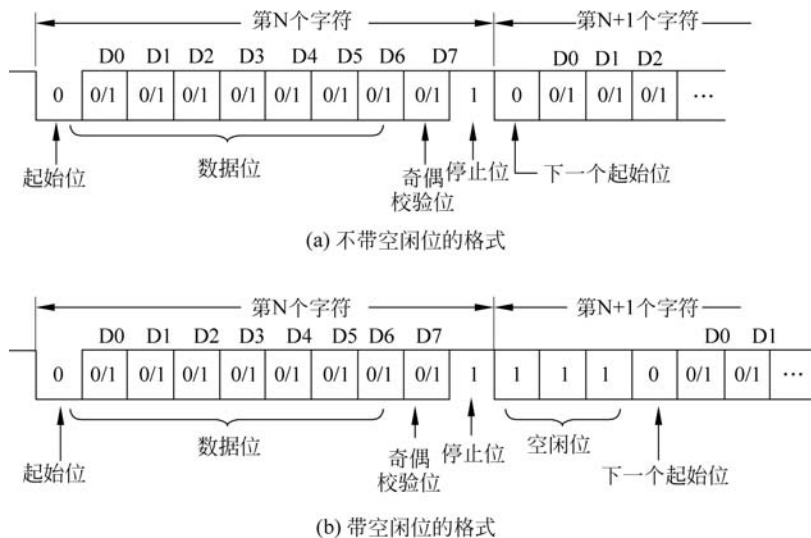 第N个字符 第N+1个字符
D0 D1 D2 D3 D4 D5 D6 D7 D0 D1 D2
0 0/1 0/1 0/1 0/1 0/1 0/1 0/1 0/1 1 0 0/1 0/1 0/1 ···
起始位 数据位 奇偶校验位 停止位 下一个起始位
(a) 不带空闲位的格式
第N个字符 第N+1个字符
D0 D1 D2 D3 D4 D5 D6 D7 D0 D1
0 0/1 0/1 0/1 0/1 0/1 0/1 0/1 0/1 1 1 1 1 0 0/1 0/1 ···
起始位 数据位 奇偶校验位 停止位 空闲位 下一个起始位
(b) 带空闲位的格式